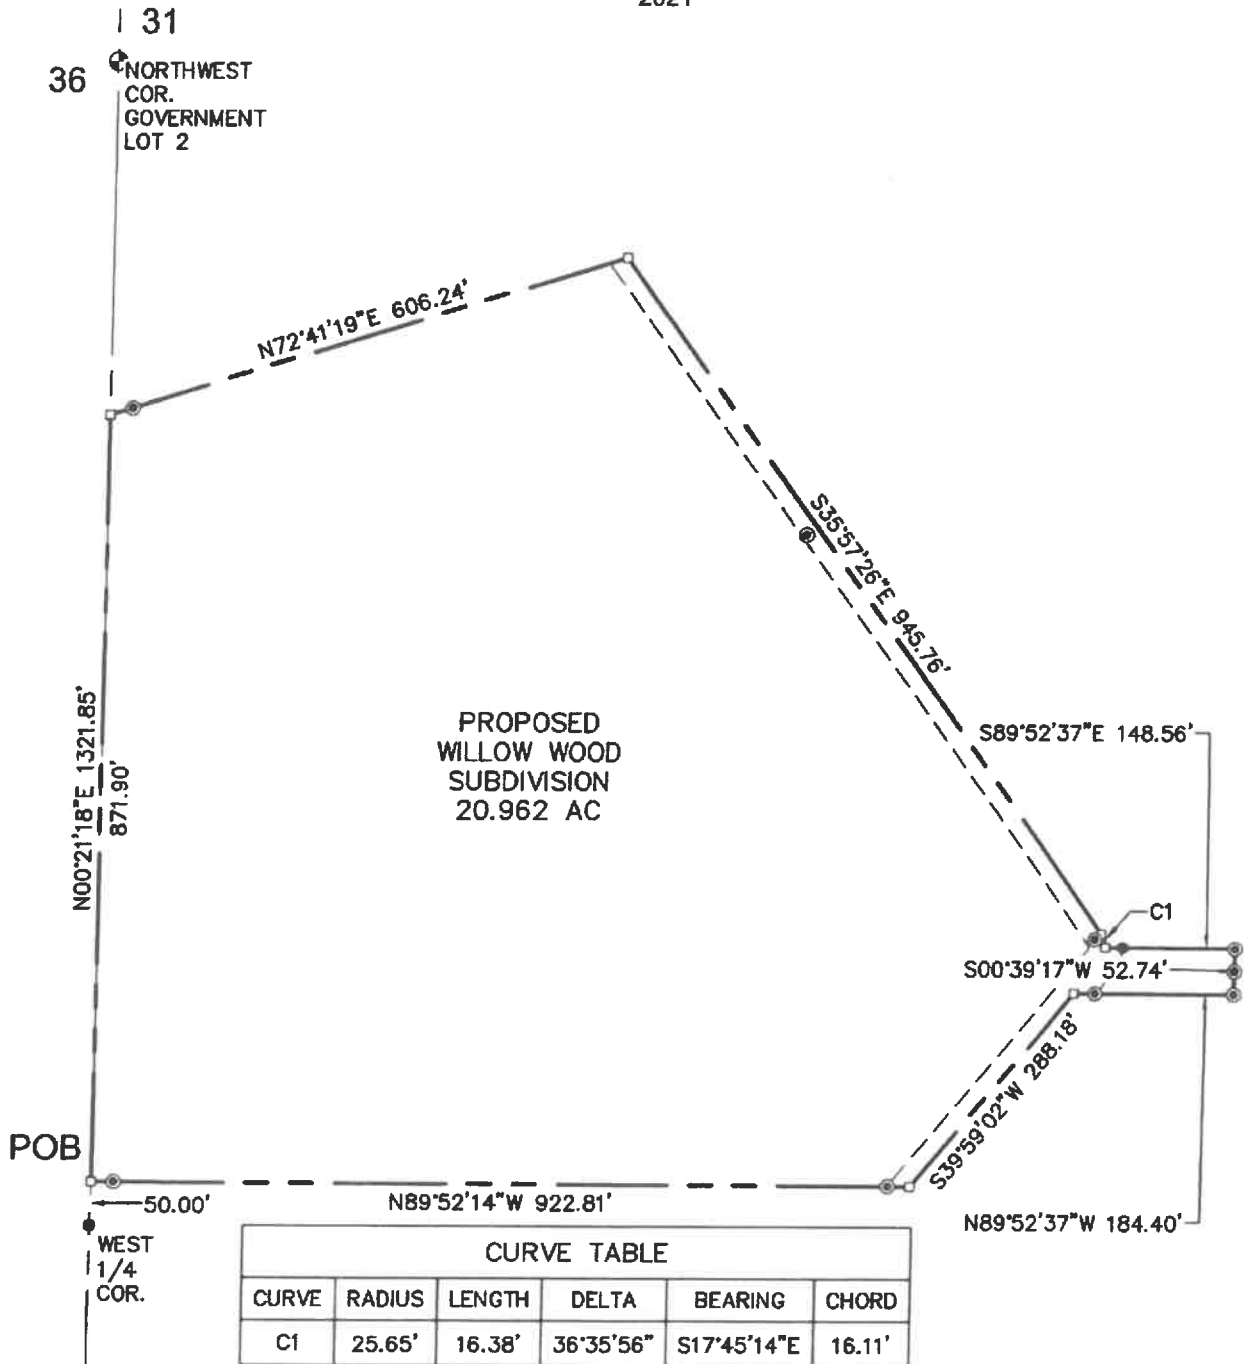 31
36
NORTHWEST
COR.
GOVERNMENT
LOT 2
N72°41'19"E 606.24'
S35°57'26"E 945.76'
N00°21'18"E 1321.85'
871.90'
PROPOSED
WILLOW WOOD
SUBDIVISION
20.962 AC
S89°52'37"E 148.56'
C1
S00°39'17"W 52.74'
S39°59'02"W 288.18'
N89°52'37"W 184.40'
POB
50.00'
N89°52'14"W 922.81'
WEST
1/4
COR.
CURVE TABLE
CURVE RADIUS LENGTH DELTA BEARING CHORD
C1 25.65' 16.38' 36°35'56" S17°45'14"E 16.11'